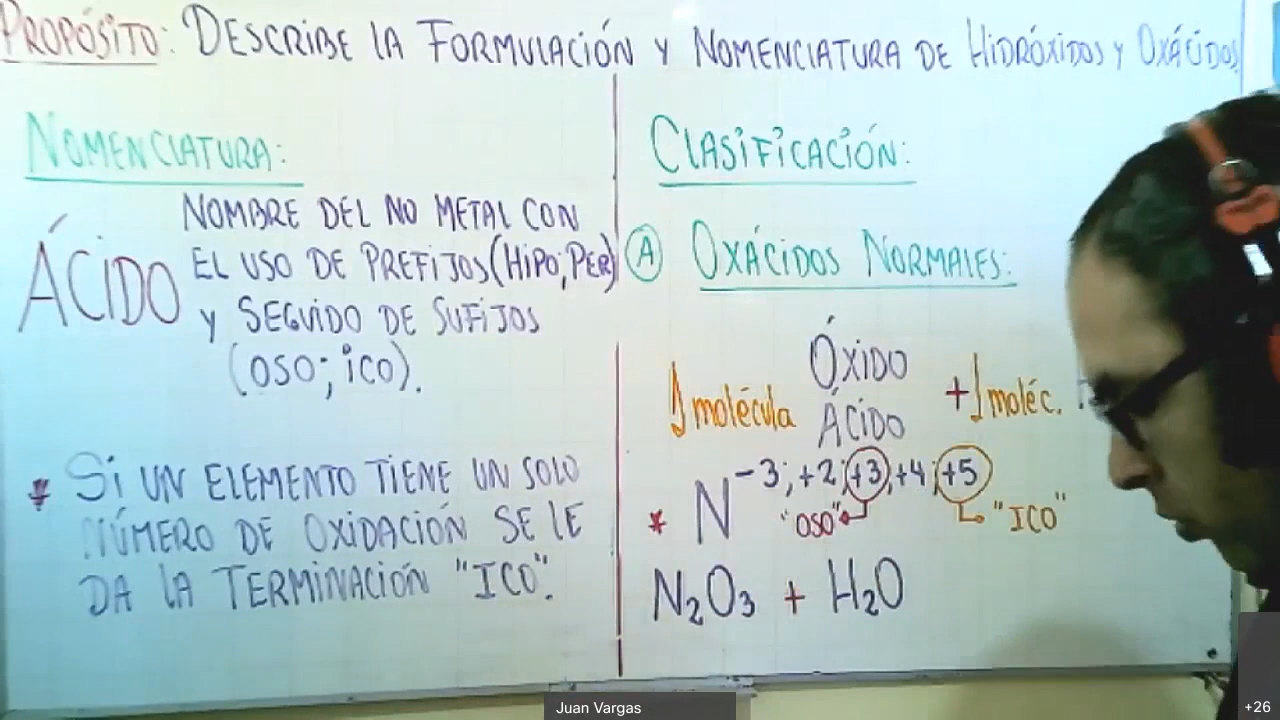 PROPÓSITO: DESCRIBE LA FORMULACIÓN Y NOMENCLATURA DE HIDRÓXIDOS y OXÁCIDOS
NOMENCLATURA:
ÁCIDO
NOMBRE DEL NO METAL CON
EL USO DE PREFIJOS (HIPO; PER)
y SEGUIDO DE SUFIJOS
(OSO; ico).
* Si UN ELEMENTO TIENE UN SOLO
NÚMERO DE OXIDACIÓN SE LE
DA LA TERMINACIÓN "ICO".
CLASIFICACIÓN:
A OXÁCIDOS NORMALES:
1 molécula ÓXIDO ÁCIDO + 1 moléc.
* N -3; +2; +3; +4; +5
"OSO" "ICO"
N₂O₃ + H₂O
Juan Vargas
+26